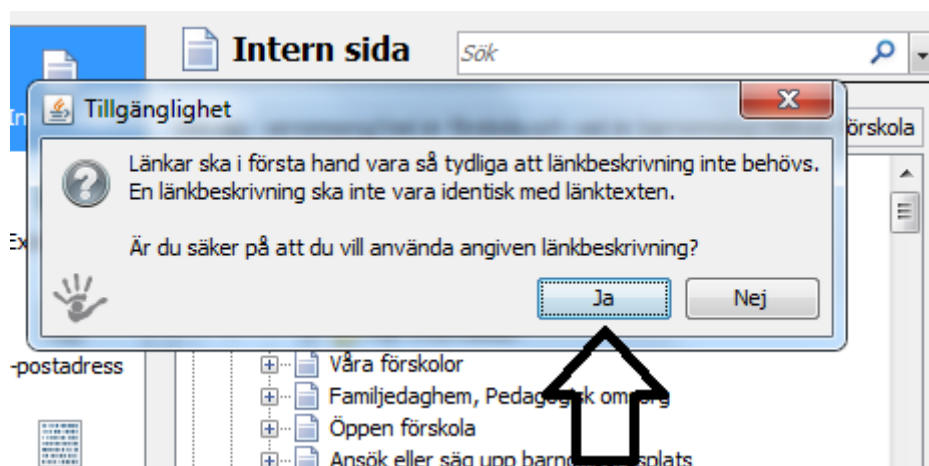 Intern sida
Sök
Tillgänglighet
örskola
Länkar ska i första hand vara så tydliga att länkbeskrivning inte behövs.
En länkbeskrivning ska inte vara identisk med länktexten.
Är du säker på att du vill använda angiven länkbeskrivning?
Ja
Nej
-postadress
Våra förskolor
Familjedaghem, Pedagogisk omsorg
Öppen förskola
Ansök eller säg upp barnomsorgsplats